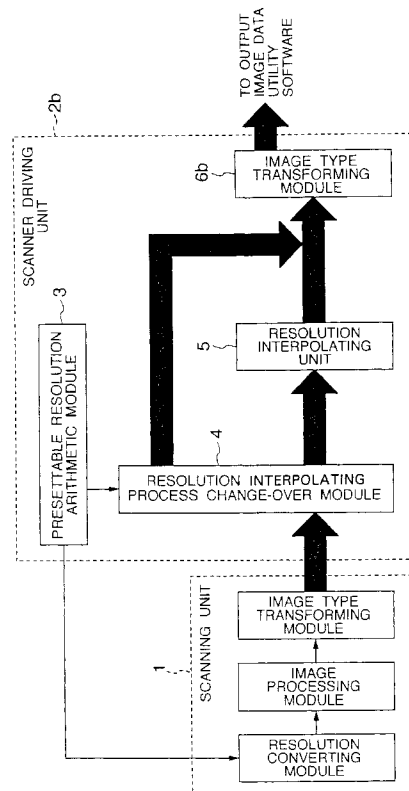 1
SCANNING UNIT
RESOLUTION
CONVERTING
MODULE
IMAGE
PROCESSING
MODULE
IMAGE TYPE
TRANSFORMING
MODULE
SCANNER DRIVING
UNIT
2b
3
PRESETTABLE RESOLUTION
ARITHMETIC MODULE
4
RESOLUTION INTERPOLATING
PROCESS CHANGE-OVER MODULE
5
RESOLUTION
INTERPOLATING
UNIT
6b
IMAGE TYPE
TRANSFORMING
MODULE
TO OUTPUT
IMAGE DATA
UTILITY
SOFTWARE